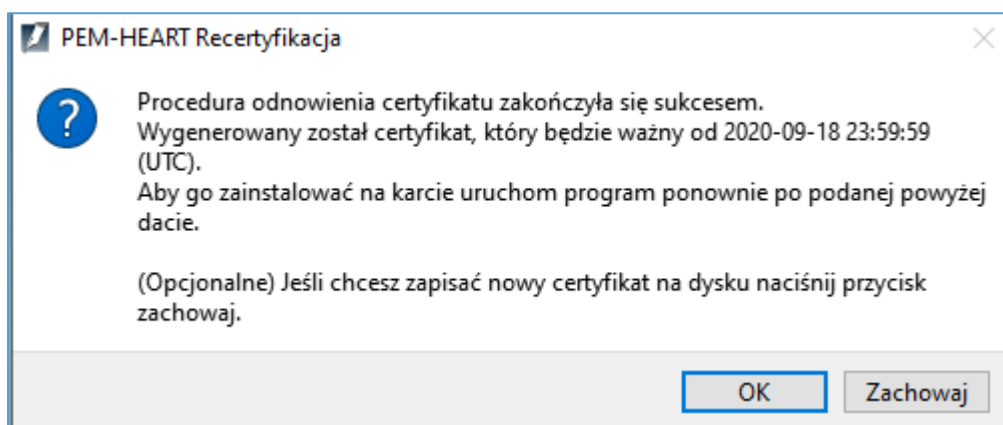 PEM-HEART Recertyfikacja
Procedura odnowienia certyfikatu zakończyła się sukcesem.
Wygenerowany został certyfikat, który będzie ważny od 2020-09-18 23:59:59
(UTC).
Aby go zainstalować na karcie uruchom program ponownie po podanej powyżej
dacie.
(Opcjonalne) Jeśli chcesz zapisać nowy certyfikat na dysku naciśnij przycisk
zachowaj.
OK
Zachowaj